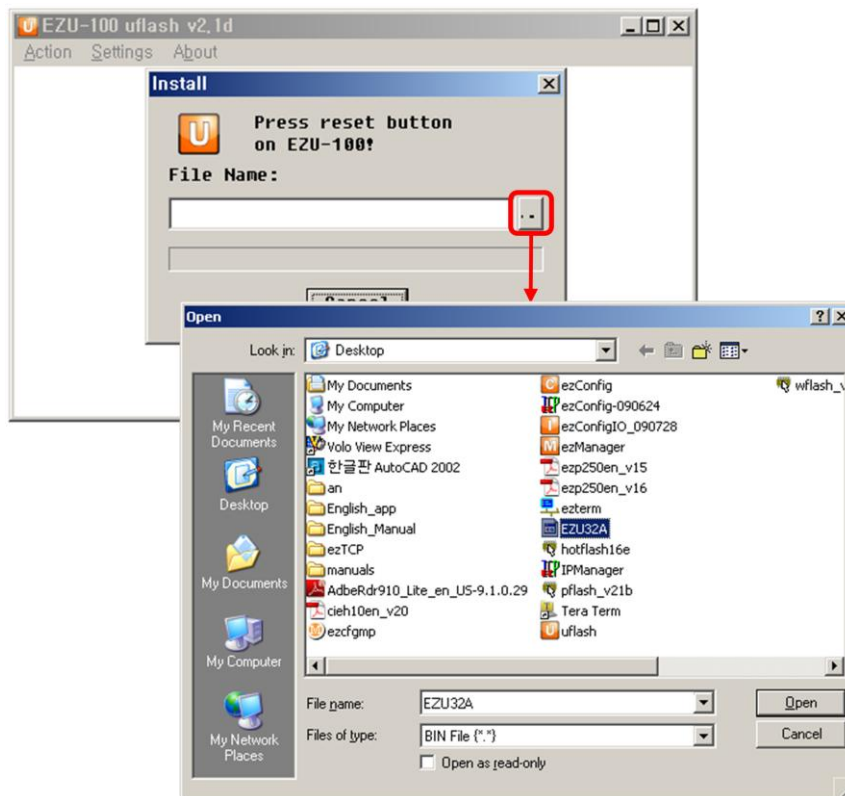 EZU-100 uflash v2.1d
Action Settings About
Install
Press reset button
on EZU-100!
File Name:
..
Cancel
Open
Look in: Desktop
My Recent
Documents
Desktop
My Documents
My Computer
My Network
Places
My Documents
My Computer
My Network Places
Volo View Express
한글판 AutoCAD 2002
an
English_app
English_Manual
ezTCP
manuals
AdbeRdr910_Lite_en_US-9.1.0.29
cieh10en_v20
ezcfgmp
ezConfig
ezConfig-090624
ezConfigIO_090728
ezManager
ezp250en_v15
ezp250en_v16
ezterm
EZU32A
hotflash16e
IPManager
pflash_v21b
Tera Term
uflash
wflash_v
File name: EZU32A Open
Files of type: BIN File {*.*} Cancel
Open as read-only